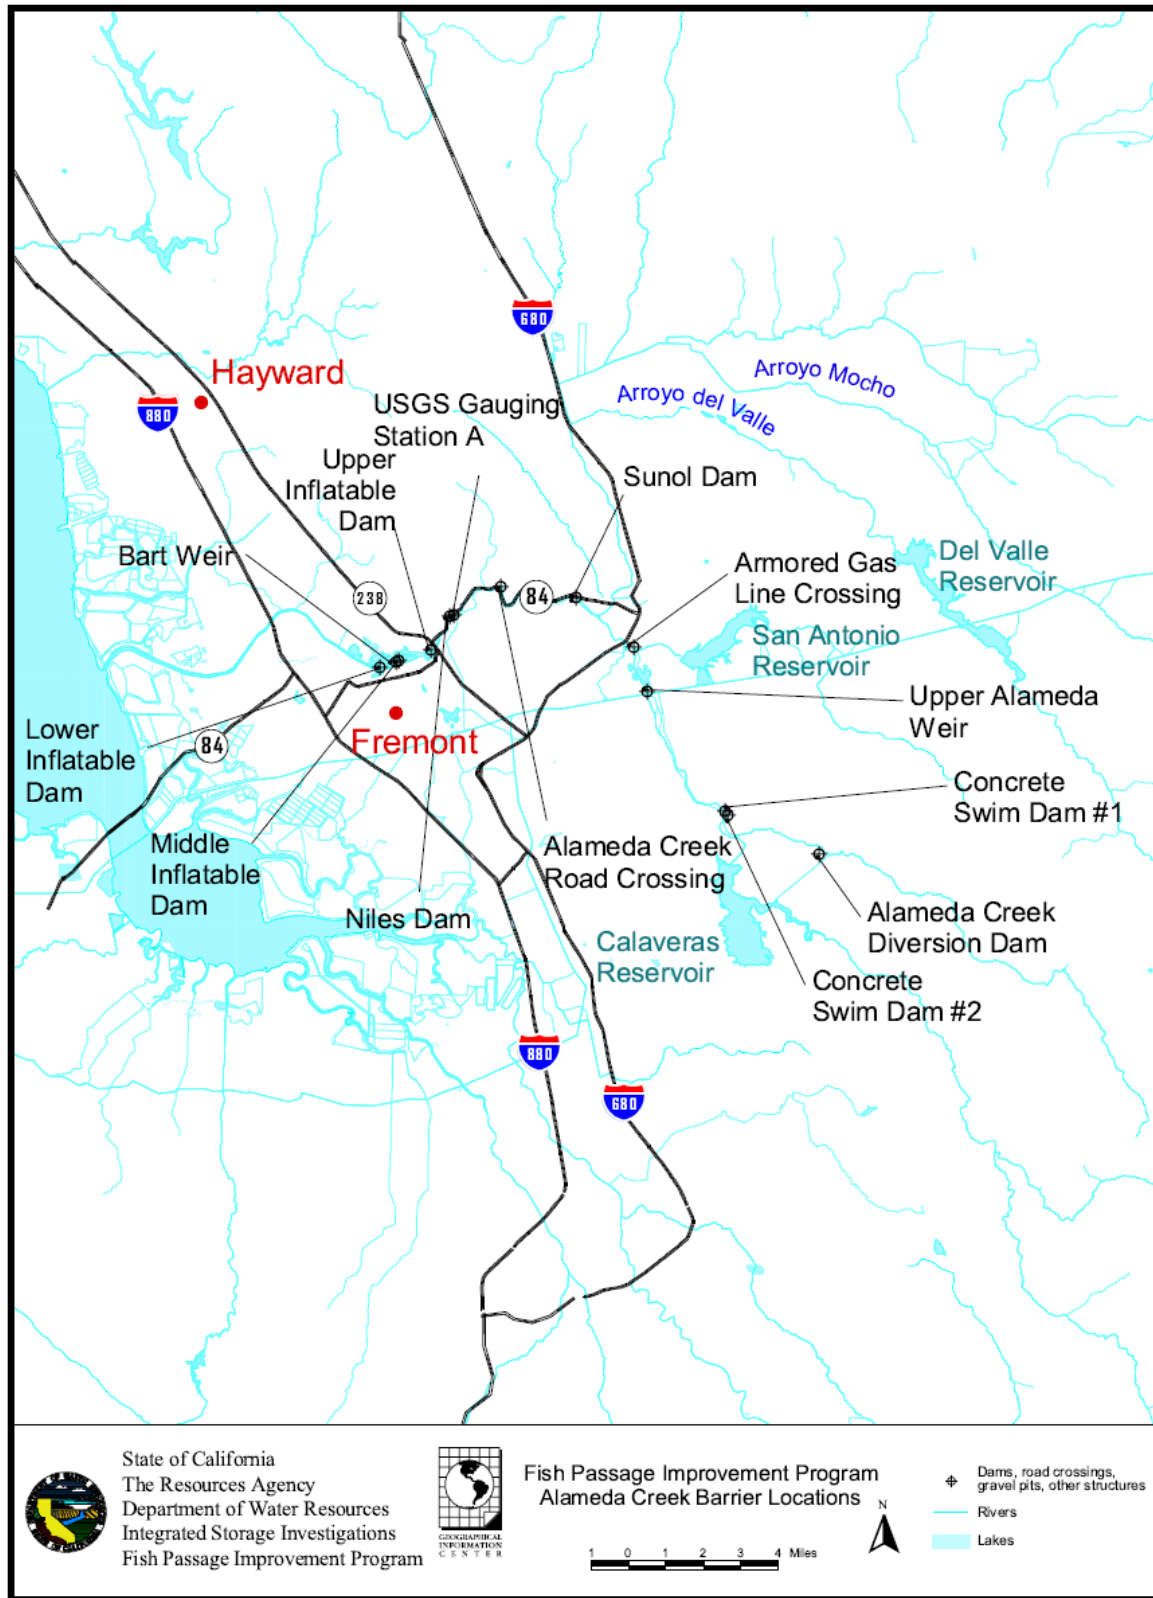 680
Hayward
880
Arroyo Mocho
Arroyo del Valle
USGS Gauging
Station A
Upper
Inflatable
Dam
Sunol Dam
Bart Weir
238
84
Armored Gas
Line Crossing
Del Valle
Reservoir
San Antonio
Reservoir
Upper Alameda
Weir
Lower
Inflatable
Dam
84
Fremont
Concrete
Swim Dam #1
Middle
Inflatable
Dam
Alameda Creek
Road Crossing
Niles Dam
Alameda Creek
Diversion Dam
Calaveras
Reservoir
Concrete
Swim Dam #2
880
680
State of California
The Resources Agency
Department of Water Resources
Integrated Storage Investigations
Fish Passage Improvement Program
GEOGRAPHICAL
INFORMATION
CENTER
Fish Passage Improvement Program
Alameda Creek Barrier Locations
1 0 1 2 3 4 Miles
N
Dams, road crossings,
gravel pits, other structures
Rivers
Lakes